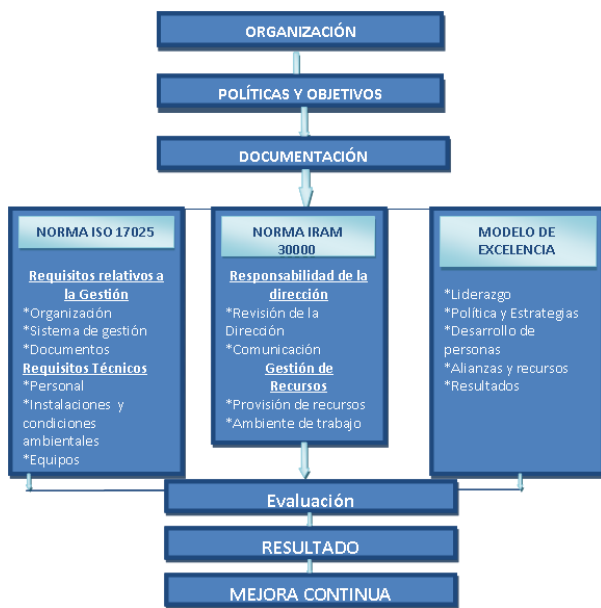 ORGANIZACIÓN
POLÍTICAS Y OBJETIVOS
DOCUMENTACIÓN
NORMA ISO 17025
Requisitos relativos a
la Gestión
*Organización
*Sistema de gestión
*Documentos
Requisitos Técnicos
*Personal
*Instalaciones y
condiciones
ambientales
*Equipos
NORMA IRAM
30000
Responsabilidad de la
dirección
*Revisión de la
Dirección
*Comunicación
Gestión de
Recursos
*Provisión de recursos
*Ambiente de trabajo
MODELO DE
EXCELENCIA
*Liderazgo
*Política y Estrategias
*Desarrollo de
personas
*Alianzas y recursos
*Resultados
Evaluación
RESULTADO
MEJORA CONTINUA